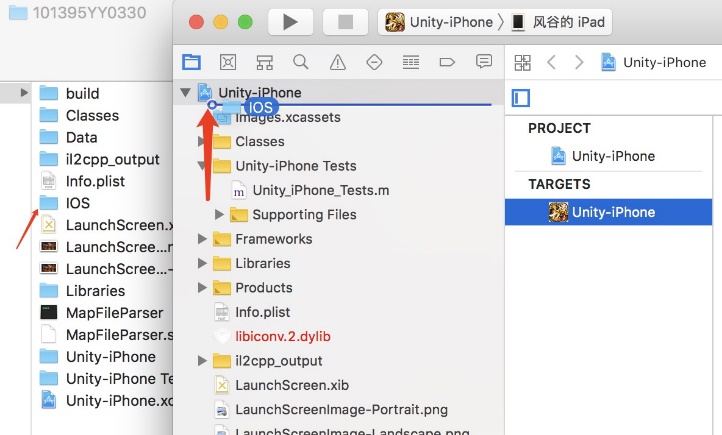 101395YY0330
build
Classes
Data
il2cpp_output
Info.plist
IOS
LaunchScreen.x
LaunchScree...n
LaunchScree...-
Libraries
MapFileParser
MapFileParser.s
Unity-iPhone
Unity-iPhone Te
Unity-iPhone.xc
Unity-iPhone
风谷的 iPad
Unity-iPhone
IOS
Images.xcassets
Classes
Unity-iPhone Tests
m Unity_iPhone_Tests.m
Supporting Files
Frameworks
Libraries
Products
Info.plist
libiconv.2.dylib
il2cpp_output
LaunchScreen.xib
LaunchScreenImage-Portrait.png
LaunchScreenImage-Landscape.png
Unity-iPhone
PROJECT
Unity-iPhone
TARGETS
Unity-iPhone